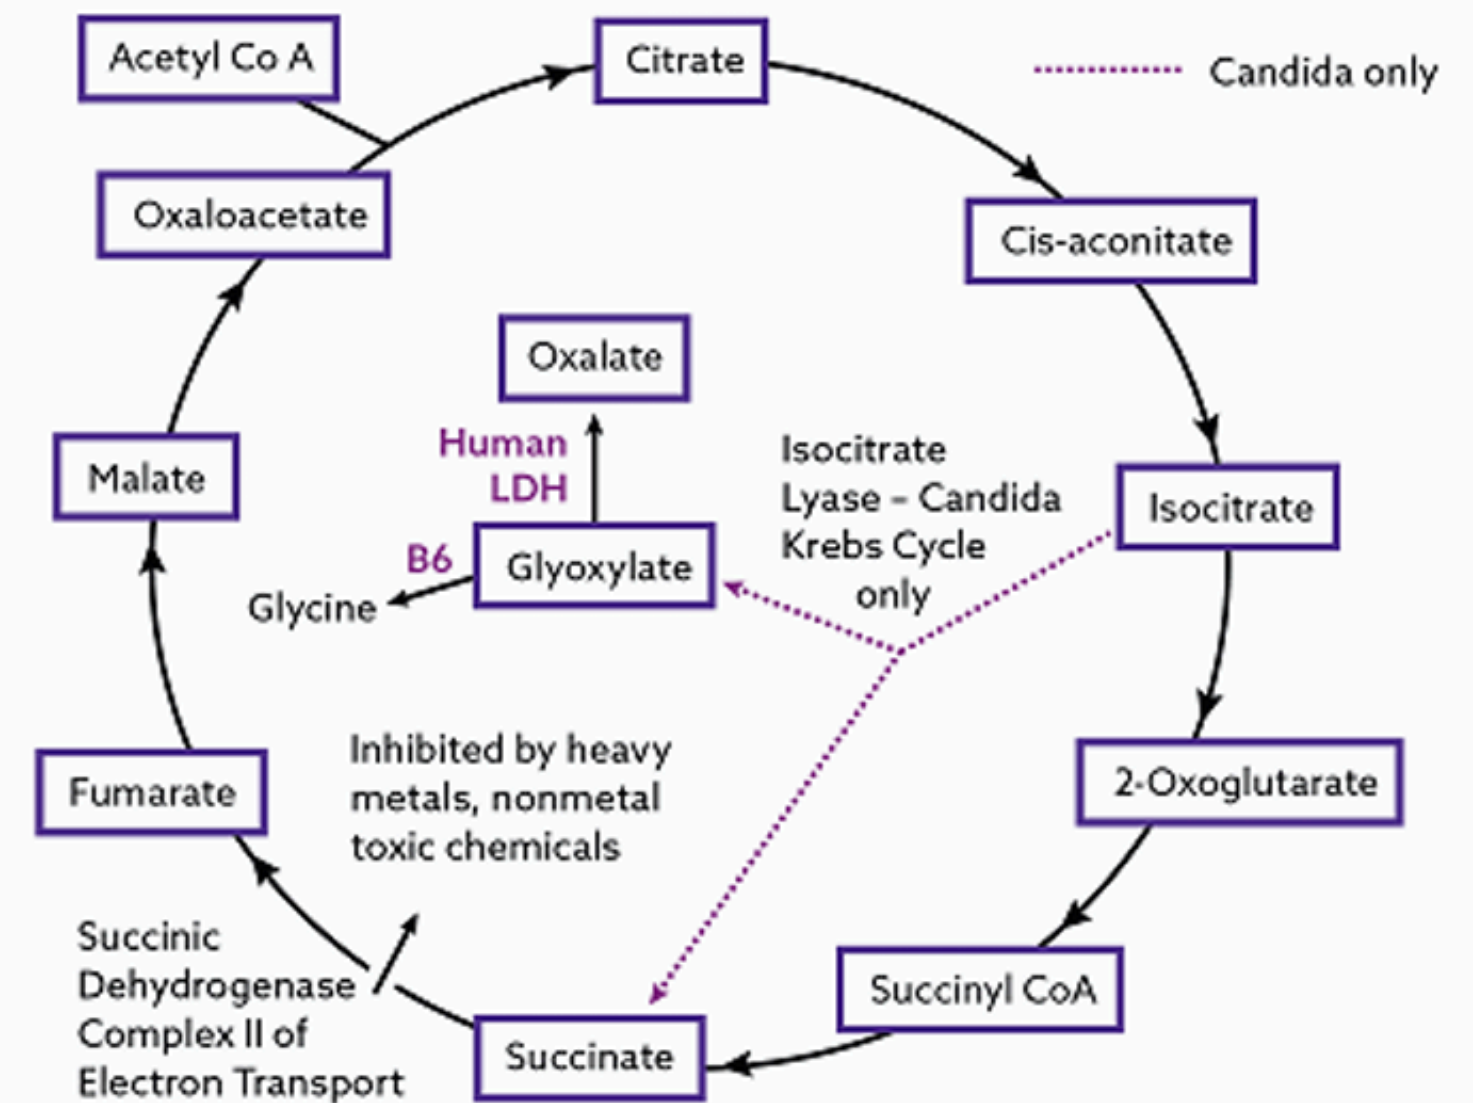 Acetyl Co A
Citrate
Candida only
Oxaloacetate
Cis-aconitate
Oxalate
Human
LDH
Malate
Isocitrate
Lyase – Candida
Krebs Cycle
only
Isocitrate
B6
Glyoxylate
Glycine
Fumarate
Inhibited by heavy
metals, nonmetal
toxic chemicals
2-Oxoglutarate
Succinic
Dehydrogenase
Complex II of
Electron Transport
Succinyl CoA
Succinate